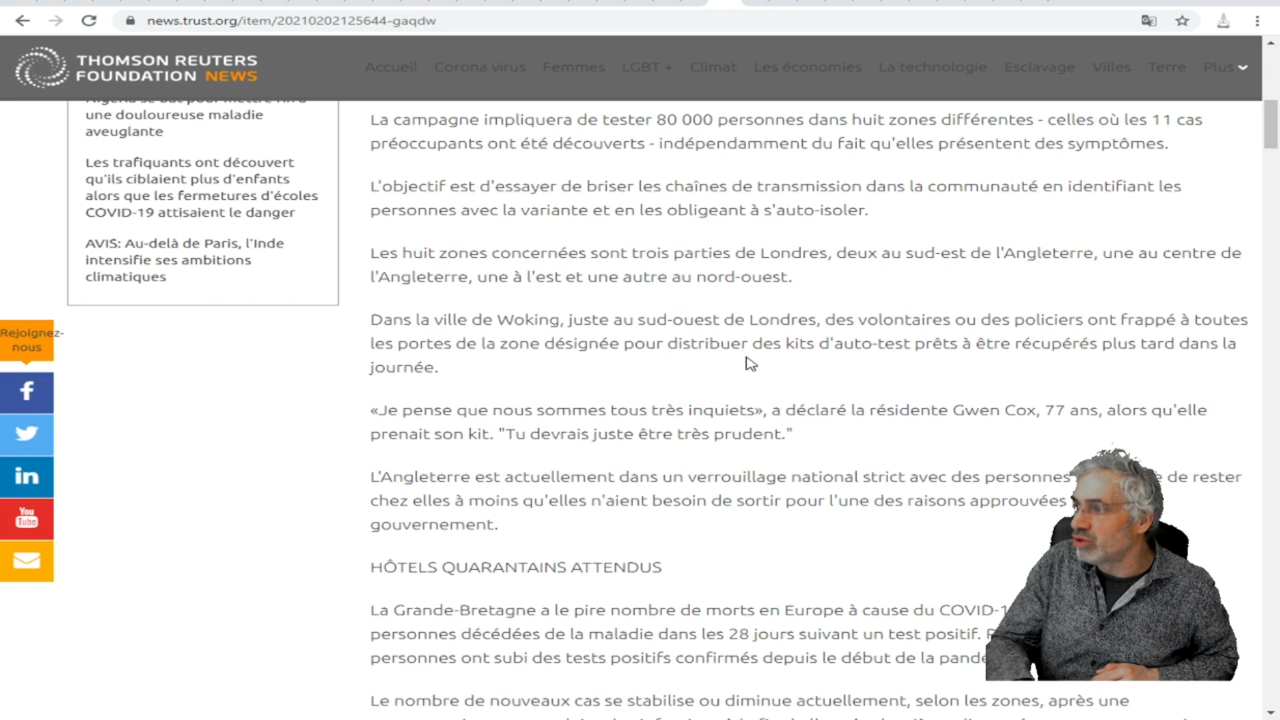 news.trust.org/item/20210202125644-gaqdw
THOMSON REUTERS
FOUNDATION NEWS
Accueil Corona virus Femmes LGBT + Climat Les économies La technologie Esclavage Villes Terre Plus
Nigeria se bat pour mettre fin à
une douloureuse maladie
aveuglante
Les trafiquants ont découvert
qu'ils ciblaient plus d'enfants
alors que les fermetures d'écoles
COVID-19 attisaient le danger
AVIS: Au-delà de Paris, l'Inde
intensifie ses ambitions
climatiques
Rejoignez-
nous
You
Tube
La campagne impliquera de tester 80 000 personnes dans huit zones différentes - celles où les 11 cas
préoccupants ont été découverts - indépendamment du fait qu'elles présentent des symptômes.
L'objectif est d'essayer de briser les chaînes de transmission dans la communauté en identifiant les
personnes avec la variante et en les obligeant à s'auto-isoler.
Les huit zones concernées sont trois parties de Londres, deux au sud-est de l'Angleterre, une au centre de
l'Angleterre, une à l'est et une autre au nord-ouest.
Dans la ville de Woking, juste au sud-ouest de Londres, des volontaires ou des policiers ont frappé à toutes
les portes de la zone désignée pour distribuer des kits d'auto-test prêts à être récupérés plus tard dans la
journée.
«Je pense que nous sommes tous très inquiets», a déclaré la résidente Gwen Cox, 77 ans, alors qu'elle
prenait son kit. "Tu devrais juste être très prudent."
L'Angleterre est actuellement dans un verrouillage national strict avec des personnes de rester
chez elles à moins qu'elles n'aient besoin de sortir pour l'une des raisons approuvées
gouvernement.
HÔTELS QUARANTAINS ATTENDUS
La Grande-Bretagne a le pire nombre de morts en Europe à cause du COVID-1
personnes décédées de la maladie dans les 28 jours suivant un test positif.
personnes ont subi des tests positifs confirmés depuis le début de la pandé
Le nombre de nouveaux cas se stabilise ou diminue actuellement, selon les zones, après une